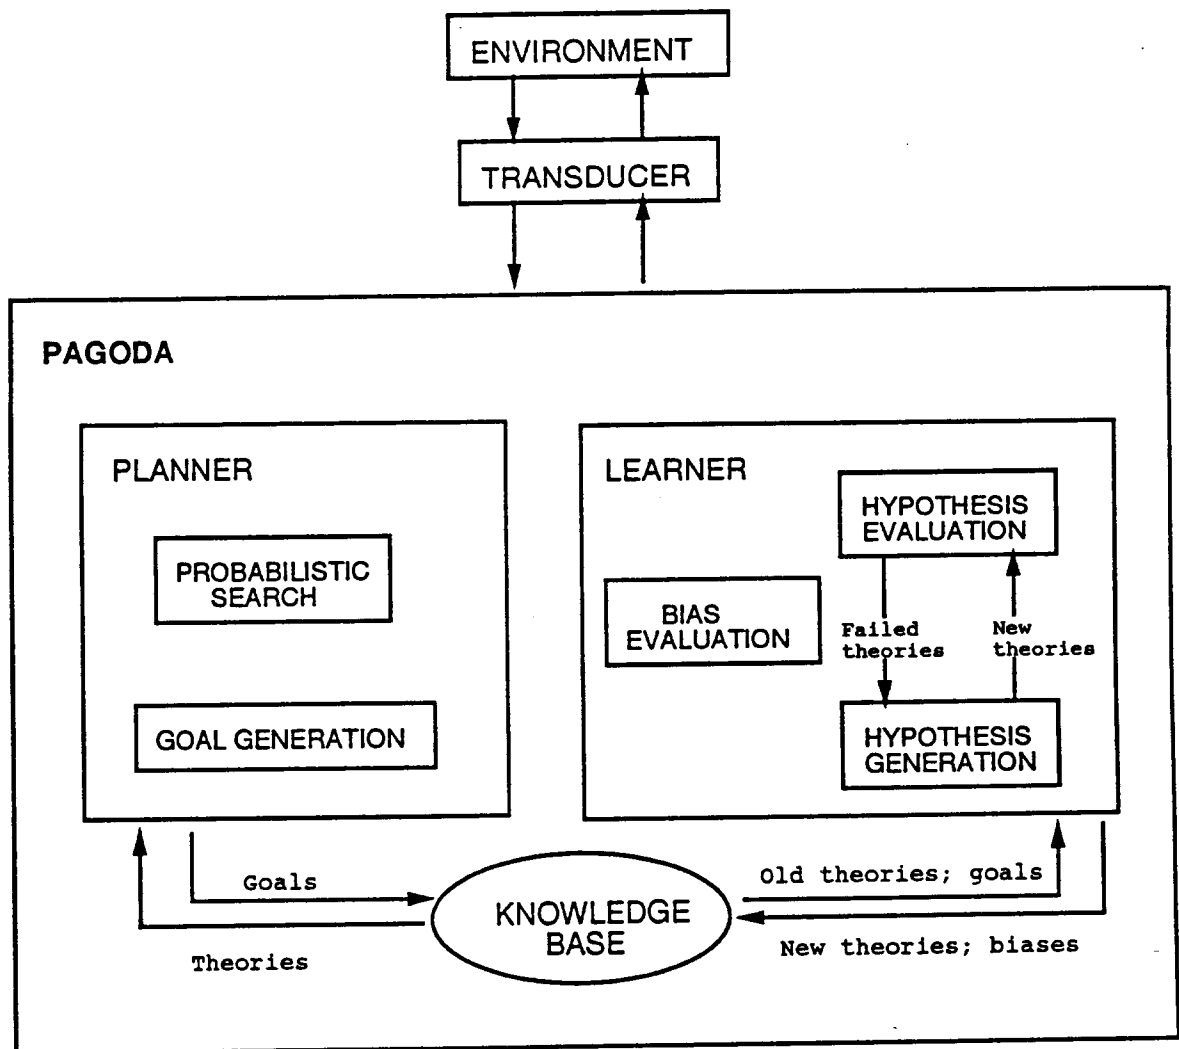 ENVIRONMENT
TRANSDUCER
PAGODA
PLANNER
PROBABILISTIC
SEARCH
GOAL GENERATION
LEARNER
HYPOTHESIS
EVALUATION
BIAS
EVALUATION
Failed
theories
New
theories
HYPOTHESIS
GENERATION
Goals
Theories
KNOWLEDGE
BASE
Old theories; goals
New theories; biases